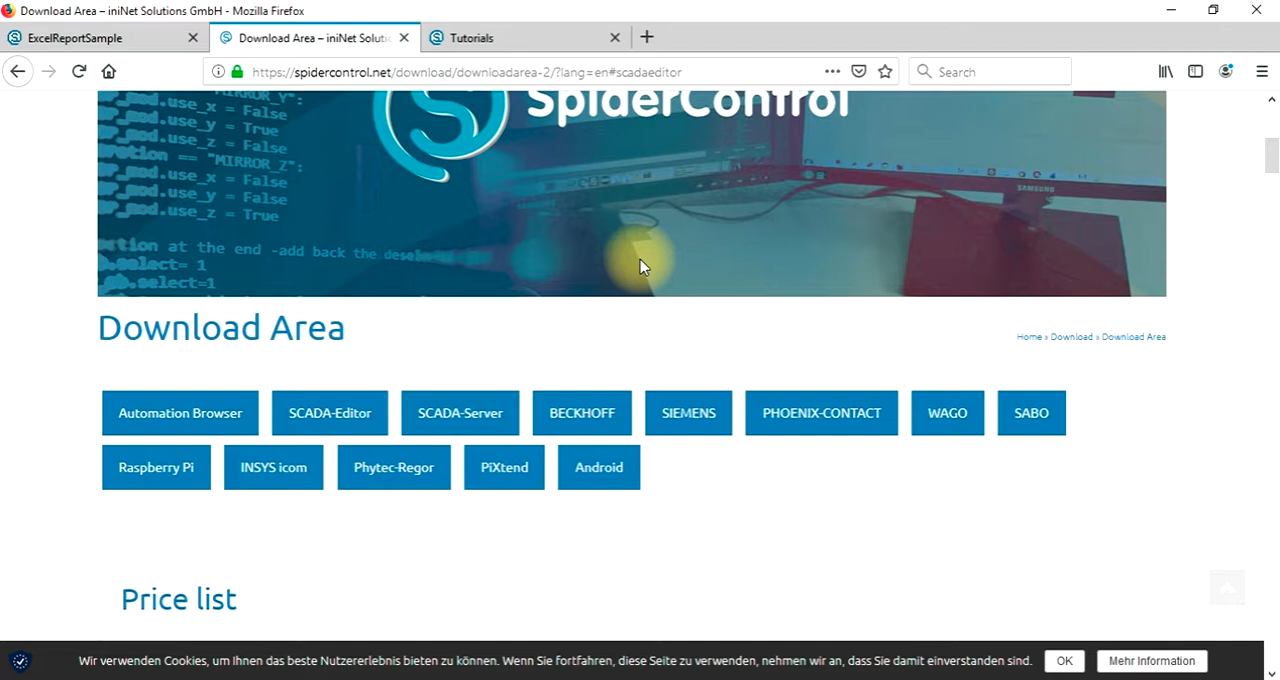 Download Area – iniNet Solutions GmbH - Mozilla Firefox
ExcelReportSample
Download Area – iniNet Soluti
Tutorials
https://spidercontrol.net/download/downloadarea-2/?lang=en#scadaeditor
Search
SpiderControl
"MIRROR_Y":
_mod.use_x = False
_mod.use_y = True
_mod.use_z = False
== "MIRROR_Z":
_mod.use_x = False
_mod.use_y = False
_mod.use_z = True
at the end -add back the
.select= 1
.select=1
SAMSUNG
Download Area
Home » Download » Download Area
Automation Browser
SCADA-Editor
SCADA-Server
BECKHOFF
SIEMENS
PHOENIX-CONTACT
WAGO
SABO
Raspberry Pi
INSYS icom
Phytec-Regor
PiXtend
Android
Price list
Wir verwenden Cookies, um Ihnen das beste Nutzererlebnis bieten zu können. Wenn Sie fortfahren, diese Seite zu verwenden, nehmen wir an, dass Sie damit einverstanden sind.
OK
Mehr Information